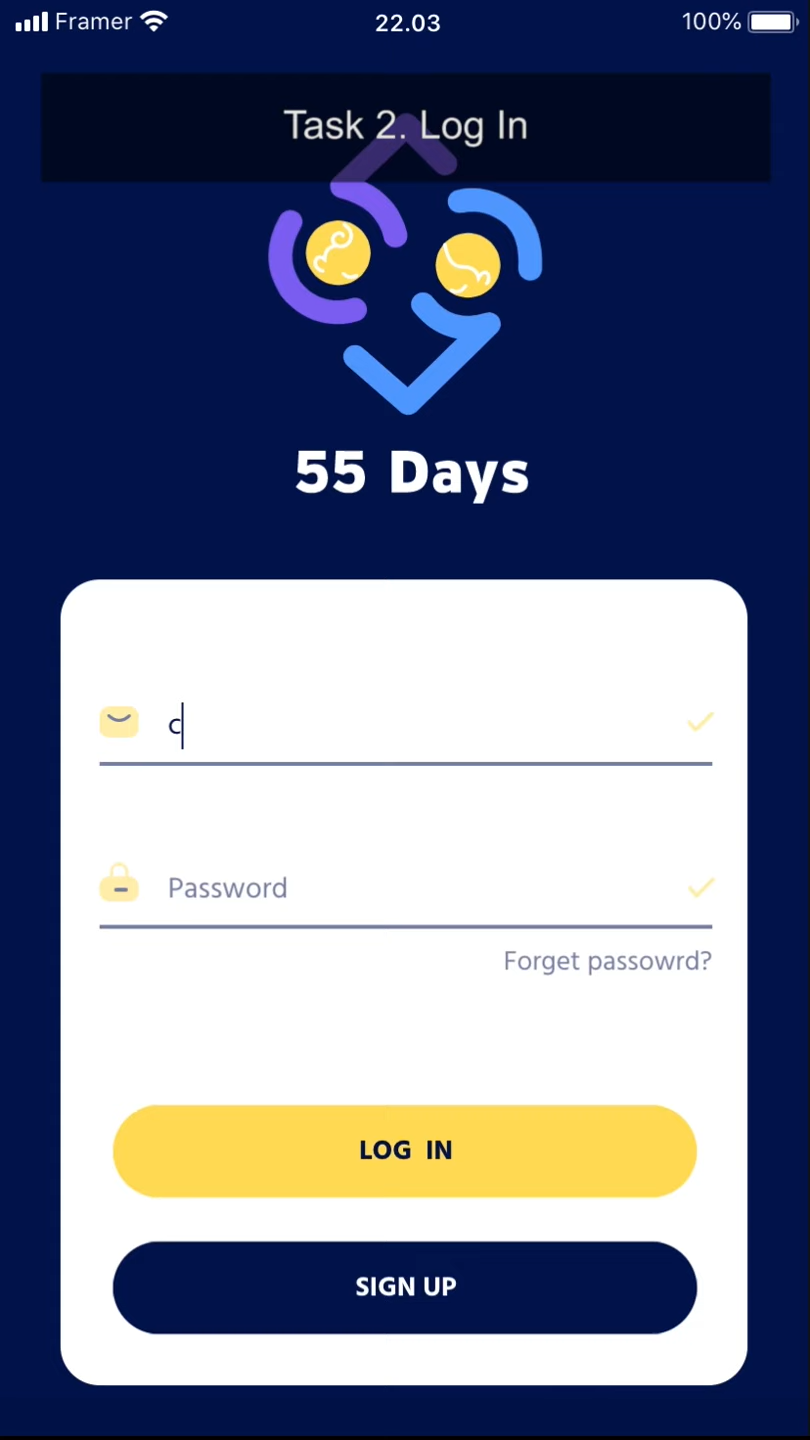 Framer 22.03 100%
Task 2. Log In
55 Days
c
Password
Forget passowrd?
LOG IN
SIGN UP